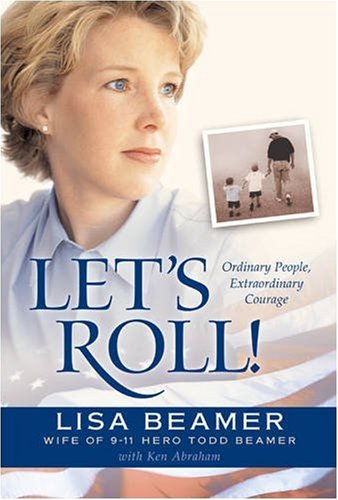 Ordinary People,
Extraordinary
Courage
LET'S
ROLL!
LISA BEAMER
WIFE OF 9-11 HERO TODD BEAMER
with Ken Abraham